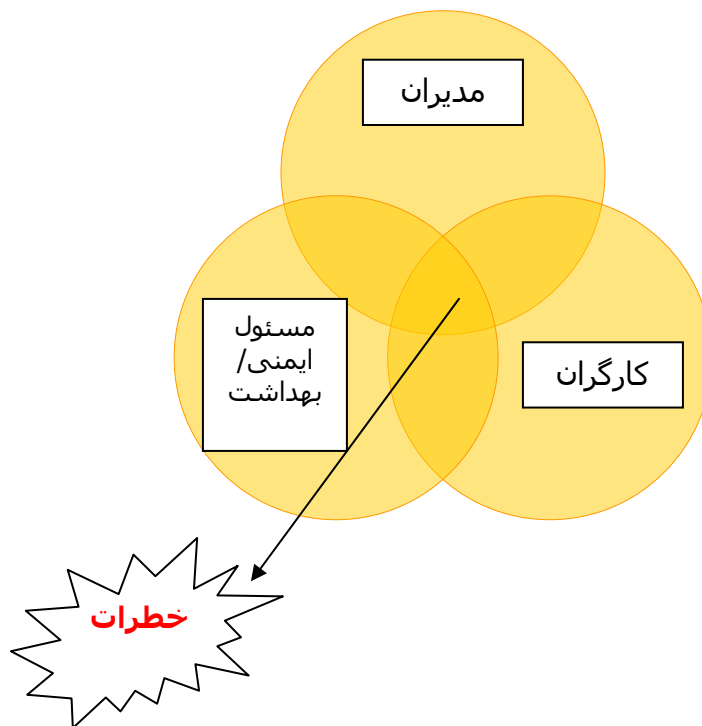 مدیران
مسئول
ایمنی/
بهداشت
کارگران
خطرات